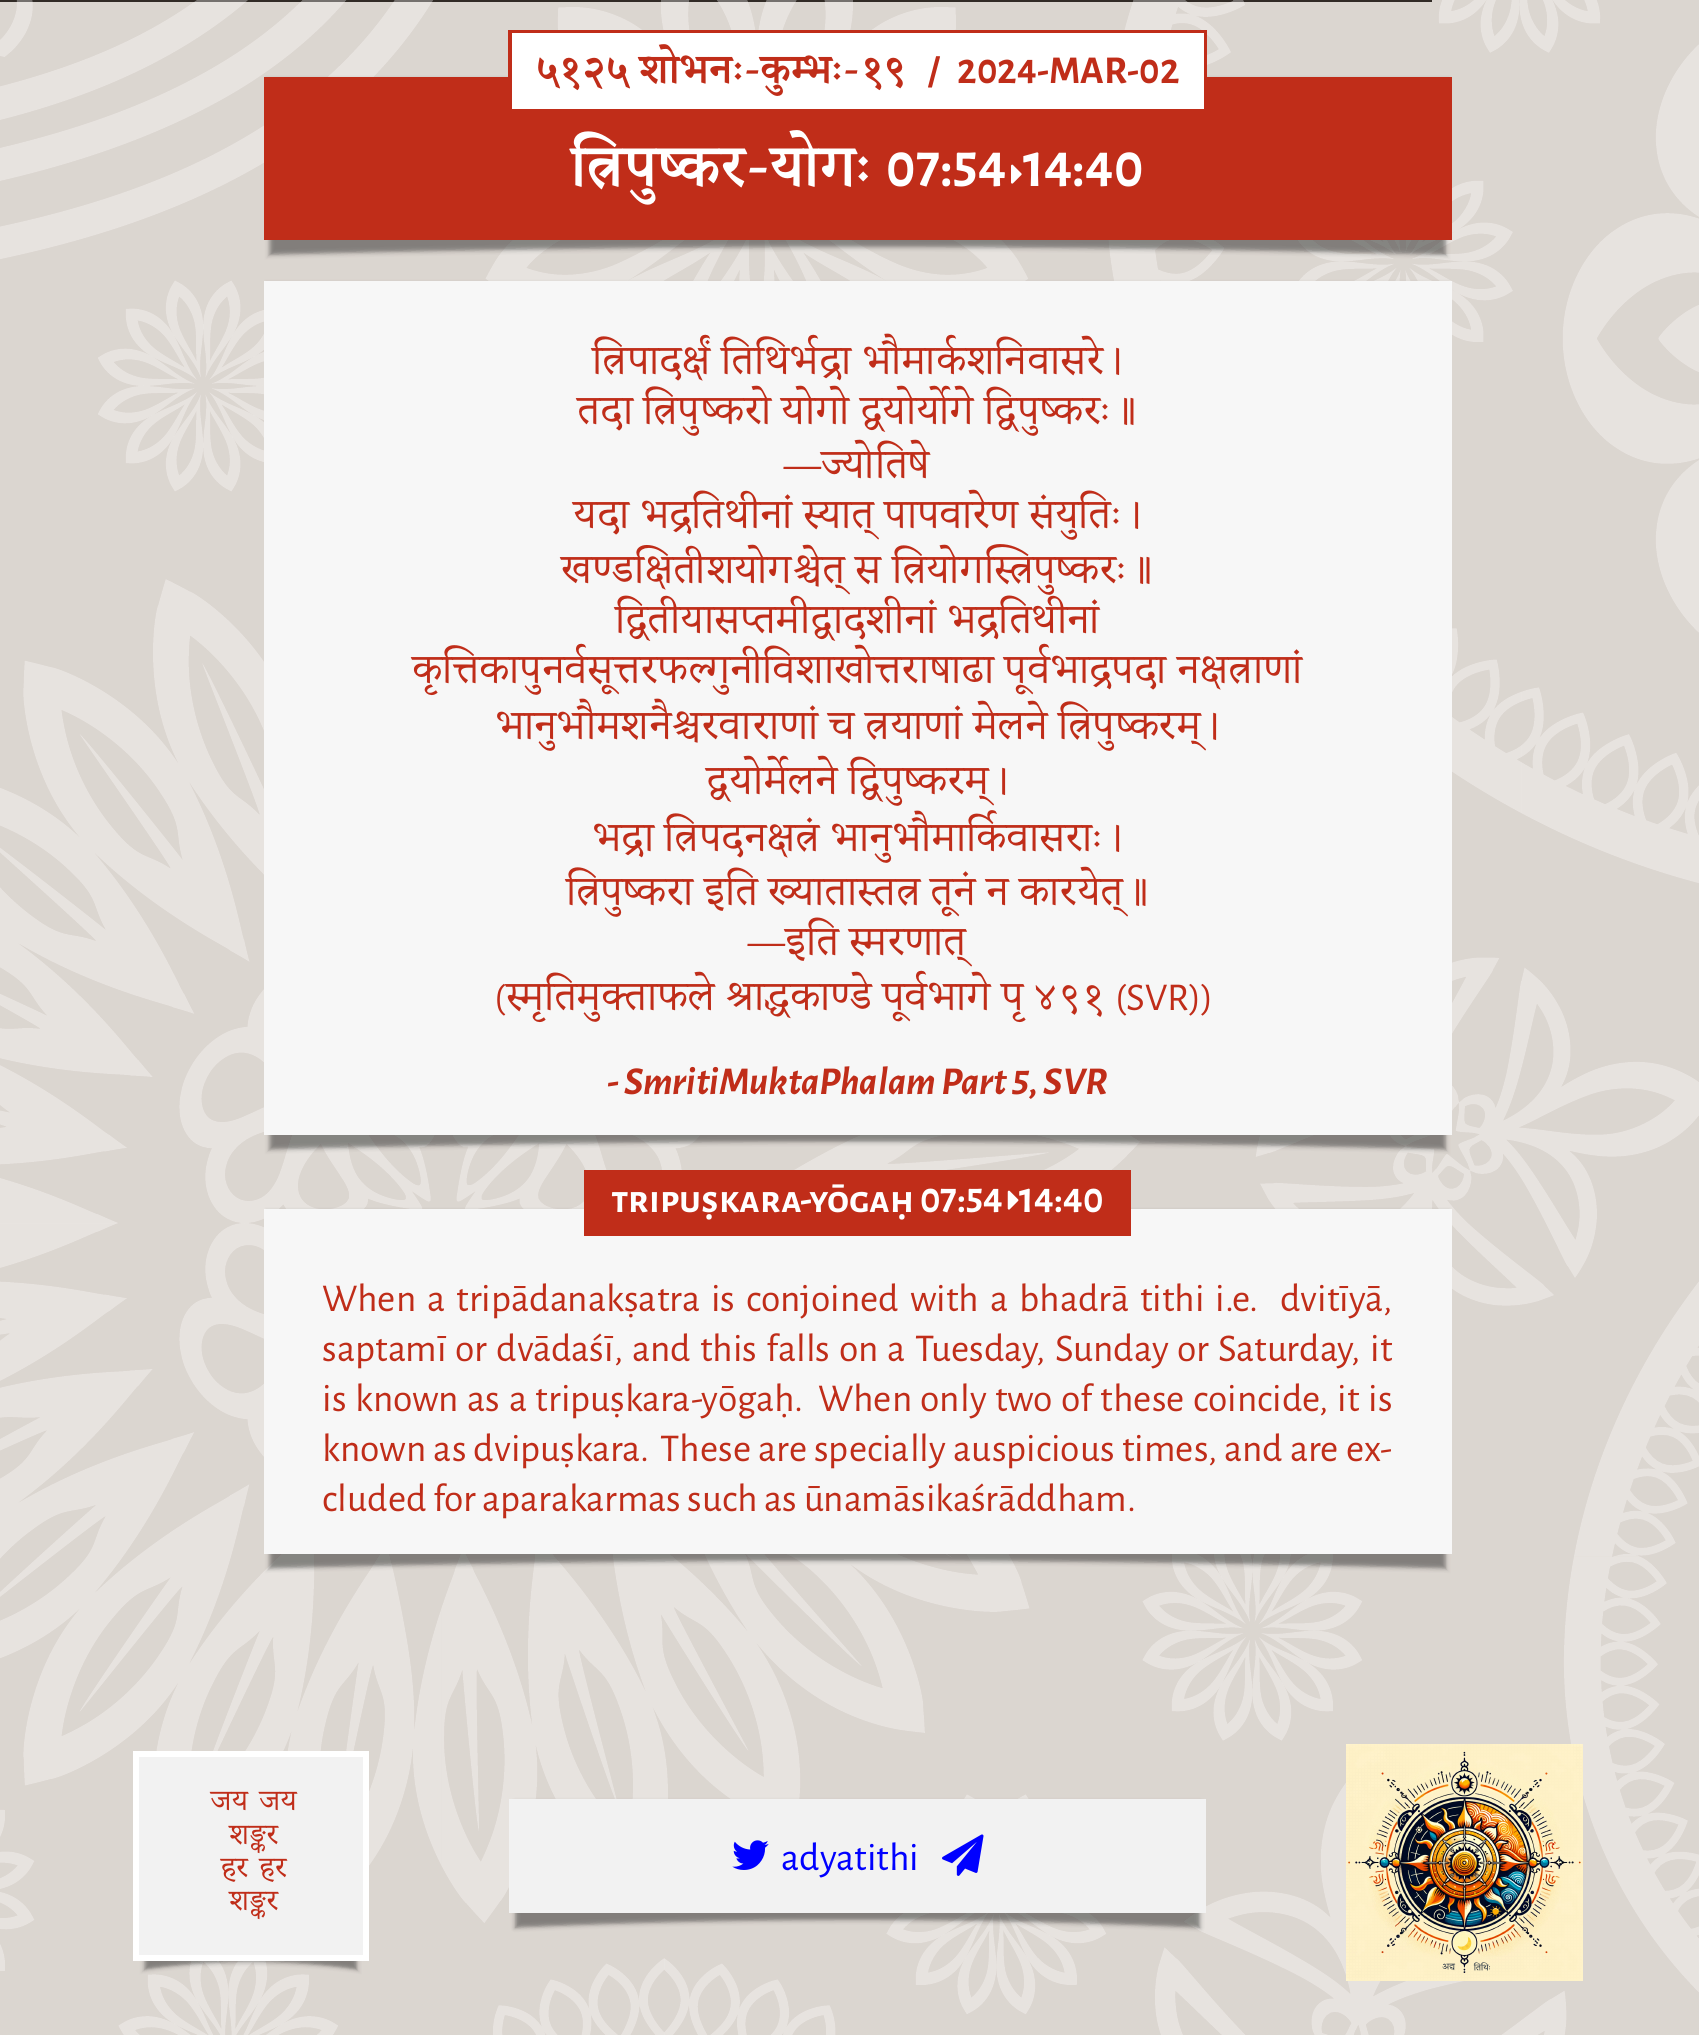 ५१२५ शोभनः-कुम्भः-१९ / 2024-MAR-02
त्रिपुष्कर-योगः 07:54⏵14:40
त्रिपादर्क्षं तिथिर्भद्रा भौमार्कशनिवासरे।
तदा त्रिपुष्करो योगो द्वयोर्योगे द्विपुष्करः॥
—ज्योतिषे
यदा भद्रतिथीनां स्यात् पापवारेण संयुतिः।
खण्डक्षितीशयोगश्चेत् स त्रियोगस्त्रिपुष्करः॥
द्वितीयासप्तमीद्वादशीनां भद्रतिथीनां
कृत्तिकापुनर्वसूत्तरफल्गुनीविशाखोत्तराषाढा पूर्वभाद्रपदा नक्षत्राणां
भानुभौमशनैश्चरवाराणां च त्रयाणां मेलने त्रिपुष्करम्।
द्वयोर्मेलने द्विपुष्करम्।
भद्रा त्रिपदनक्षत्रं भानुभौमार्किवासराः।
त्रिपुष्करा इति ख्यातास्तत्र तूनं न कारयेत्॥
—इति स्मरणात्
(स्मृतिमुक्ताफले श्राद्धकाण्डे पूर्वभागे पृ ४९१ (SVR))
- SmritiMuktaPhalam Part 5, SVR
TRIPUṢKARA-YŌGAḤ 07:54⏵14:40
When a tripādanakṣatra is conjoined with a bhadrā tithi i.e. dvitīyā,
saptamī or dvādaśī, and this falls on a Tuesday, Sunday or Saturday, it
is known as a tripuṣkara-yōgaḥ. When only two of these coincide, it is
known as dvipuṣkara. These are specially auspicious times, and are ex-
cluded for aparakarmas such as ūnamāsikaśrāddham.
जय जय
शङ्कर
हर हर
शङ्कर
adyatithi
अद्य तिथिः